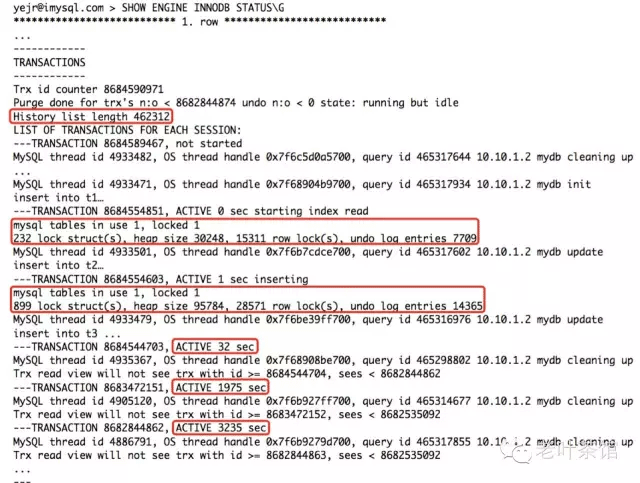 yejr@imysql.com > SHOW ENGINE INNODB STATUS\G
*************************** 1. row ***************************
...
------------
TRANSACTIONS
------------
Trx id counter 8684590971
Purge done for trx's n:o < 8682844874 undo n:o < 0 state: running but idle
History list length 462312
LIST OF TRANSACTIONS FOR EACH SESSION:
---TRANSACTION 8684589467, not started
MySQL thread id 4933482, OS thread handle 0x7f6c5d0a5700, query id 465317644 10.10.1.2 mydb cleaning up
...
MySQL thread id 4933471, OS thread handle 0x7f68904b9700, query id 465317934 10.10.1.2 mydb init
insert into t1…
---TRANSACTION 8684554851, ACTIVE 0 sec starting index read
mysql tables in use 1, locked 1
232 lock struct(s), heap size 30248, 15311 row lock(s), undo log entries 7709
MySQL thread id 4933501, OS thread handle 0x7f6b7cdce700, query id 465317602 10.10.1.2 mydb update
insert into t2…
---TRANSACTION 8684554603, ACTIVE 1 sec inserting
mysql tables in use 1, locked 1
899 lock struct(s), heap size 95784, 28571 row lock(s), undo log entries 14365
MySQL thread id 4933479, OS thread handle 0x7f6be39ff700, query id 465316976 10.10.1.2 mydb update
insert into t3 ...
---TRANSACTION 8684544703, ACTIVE 32 sec
MySQL thread id 4935367, OS thread handle 0x7f68908be700, query id 465298802 10.10.1.2 mydb cleaning up
Trx read view will not see trx with id >= 8684544704, sees < 8682844862
---TRANSACTION 8683472151, ACTIVE 1975 sec
MySQL thread id 4905120, OS thread handle 0x7f6b927ff700, query id 465314677 10.10.1.2 mydb cleaning up
Trx read view will not see trx with id >= 8683472152, sees < 8682535092
---TRANSACTION 8682844862, ACTIVE 3235 sec
MySQL thread id 4886791, OS thread handle 0x7f6b9279d700, query id 465317855 10.10.1.2 mydb cleaning up
Trx read view will not see trx with id >= 8682844863, sees < 8682535092
...
---
老叶茶馆